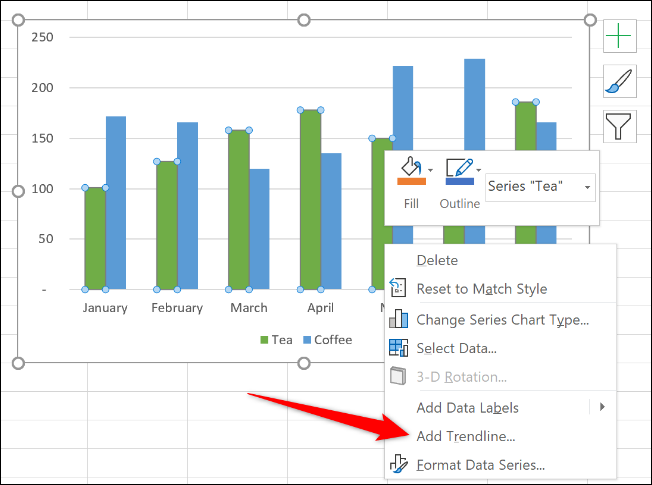 250
200
150
100
50
-
January February March April
Tea Coffee
Fill Outline Series "Tea"
Delete
Reset to Match Style
Change Series Chart Type...
Select Data...
3-D Rotation...
Add Data Labels
Add Trendline...
Format Data Series...